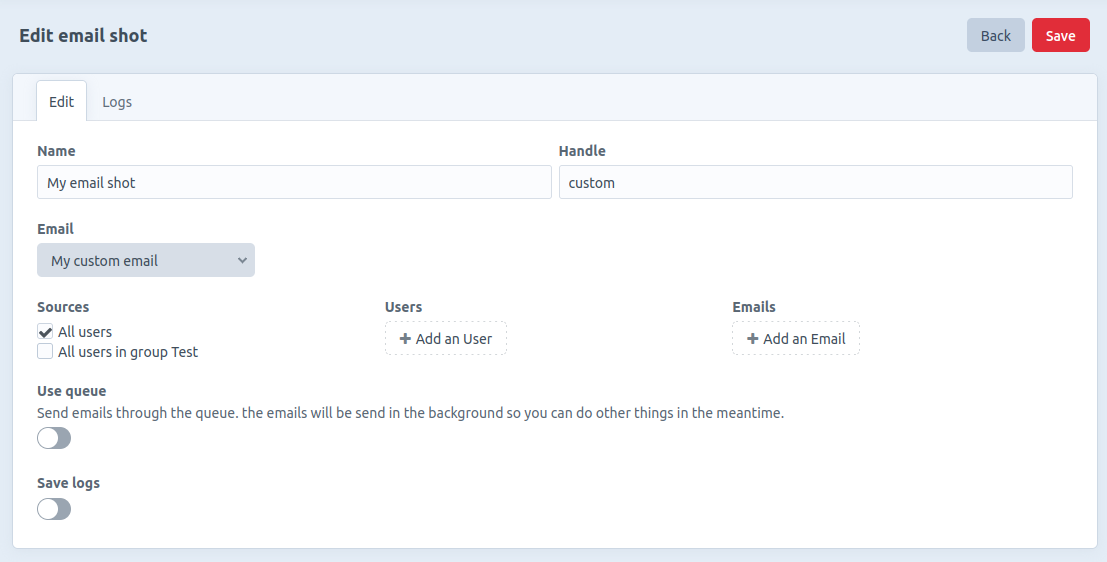 Edit email shot
Back
Save
Edit
Logs
Name
Handle
My email shot
custom
Email
My custom email
Sources
Users
Emails
All users
All users in group Test
+ Add an User
+ Add an Email
Use queue
Send emails through the queue. the emails will be send in the background so you can do other things in the meantime.
Save logs